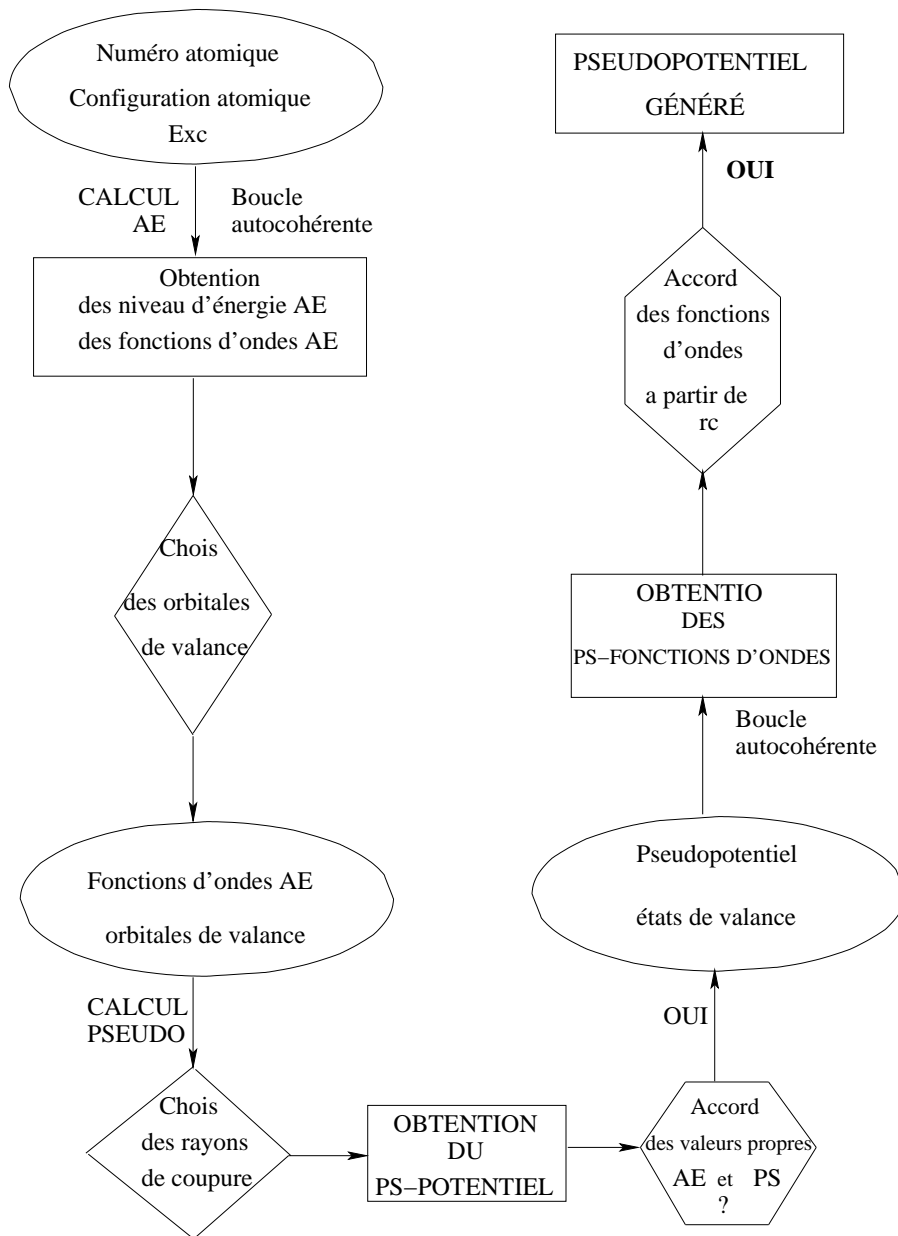 Numéro atomique
Configuration atomique
Exc
CALCUL
AE
Boucle
autocohérente
Obtention
des niveau d'énergie AE
des fonctions d'ondes AE
Chois
des orbitales
de valance
Fonctions d'ondes AE
orbitales de valance
CALCUL
PSEUDO
Chois
des rayons
de coupure
OBTENTION
DU
PS−POTENTIEL
Accord
des valeurs propres
AE et PS
?
OUI
Pseudopotentiel
états de valance
Boucle
autocohérente
OBTENTIO
DES
PS−FONCTIONS D'ONDES
Accord
des fonctions
d'ondes
a partir de
rc
OUI
PSEUDOPOTENTIEL
GÉNÉRÉ